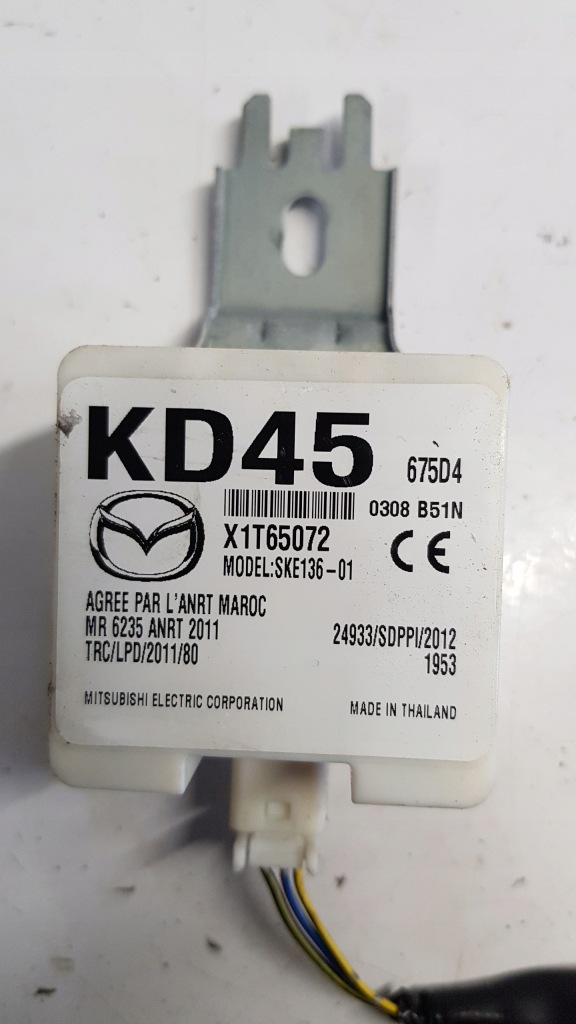 KD45 675D4
0308 B51N
X1T65072
MODEL:SKE136-01 CE
AGREE PAR L'ANRT MAROC
MR 6235 ANRT 2011 24933/SDPPI/2012
TRC/LPD/2011/80 1953
MITSUBISHI ELECTRIC CORPORATION MADE IN THAILAND